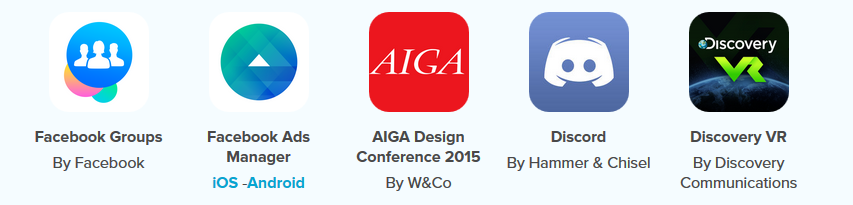 AIGA
Discovery
VR
Facebook Groups
By Facebook
Facebook Ads
Manager
iOS -Android
AIGA Design
Conference 2015
By W&Co
Discord
By Hammer & Chisel
Discovery VR
By Discovery
Communications